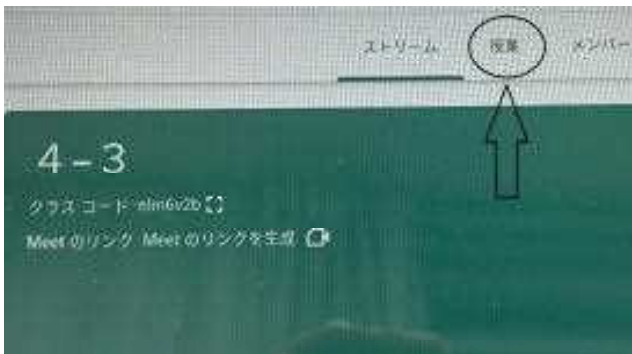 ストリーム 授業 メンバー
4-3
クラス コード nlm6v2b
Meet のリンク Meet のリンクを生成